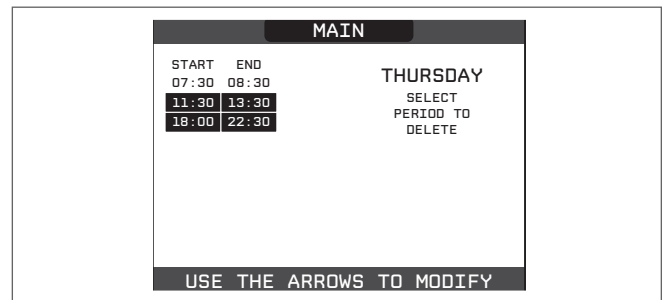 MAIN
START END
07:30 08:30
11:30 13:30
18:00 22:30
THURSDAY
SELECT
PERIOD TO
DELETE
USE THE ARROWS TO MODIFY